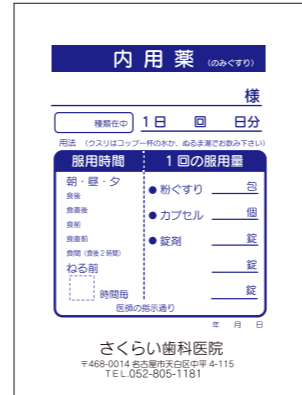 内用薬 (のみぐすり)
様
種類在中 1日 回 日分
用法 (クスリはコップ一杯の水か、ぬるま湯でお飲み下さい)
服用時間 1回の服用量
朝・昼・夕
食後
食直後
食前
食直前
食間 (食後2時間)
ねる前
時間毎
●粉ぐすり 包
●カプセル 個
●錠剤 錠
錠
錠
医師の指示通り
年 月 日
さくらい歯科医院
〒468-0014 名古屋市天白区中平 4-115
TEL.052-805-1181